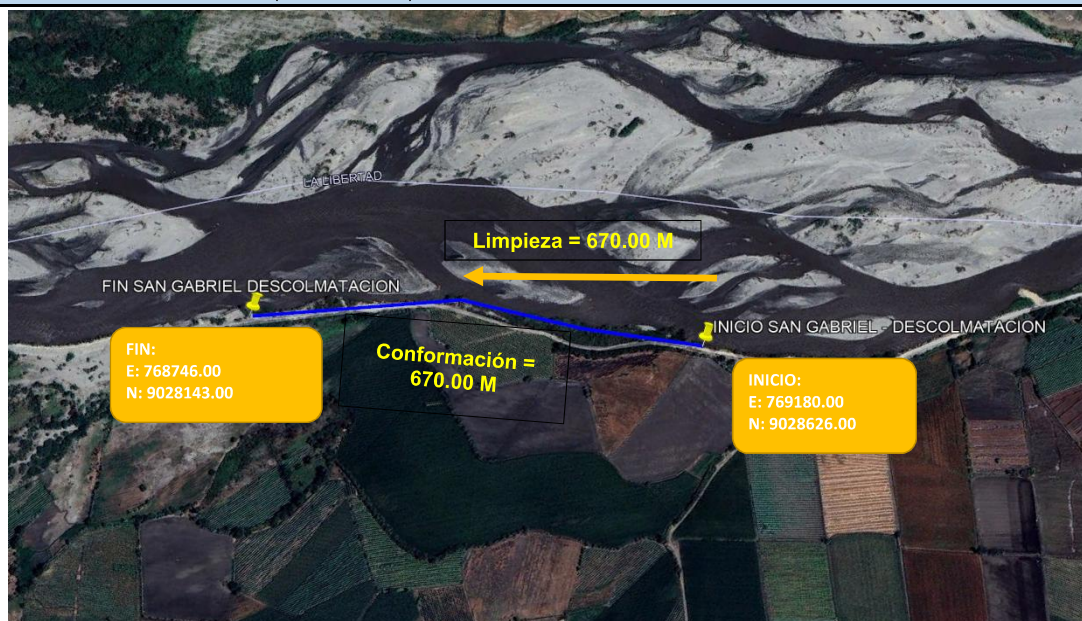 LA LIBERTAD
Limpieza = 670.00 M
FIN SAN GABRIEL DESCOLMATACION
INICIO SAN GABRIEL - DESCOLMATACION
FIN:
E: 768746.00
N: 9028143.00
Conformación =
670.00 M
INICIO:
E: 769180.00
N: 9028626.00